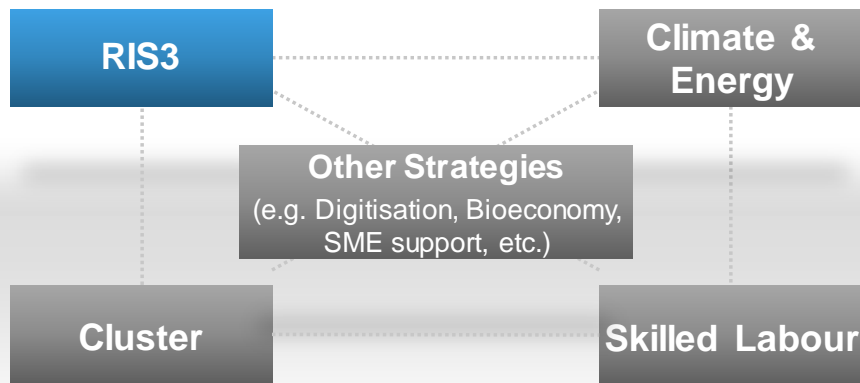 RIS3
Climate &
Energy
Other Strategies
(e.g. Digitisation, Bioeconomy,
SME support, etc.)
Cluster
Skilled Labour